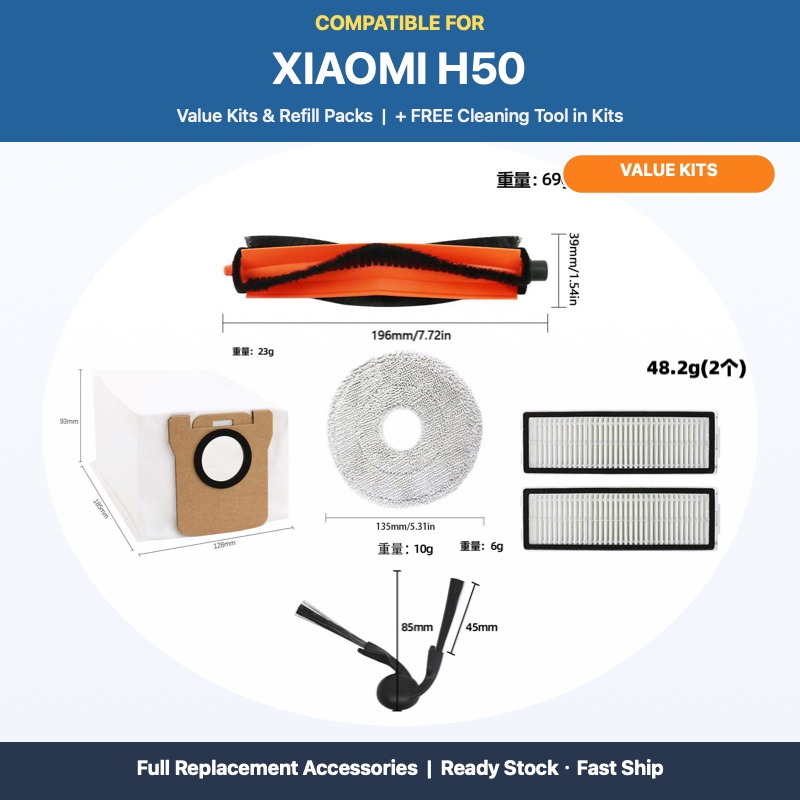 COMPATIBLE FOR
XIAOMI H50
Value Kits & Refill Packs | + FREE Cleaning Tool in Kits
VALUE KITS
重量: 69g
39mm/1.54in
196mm/7.72in
重量: 23g
48.2g(2个)
93mm
165mm
128mm
135mm/5.31in
重量: 10g
重量: 6g
85mm
45mm
Full Replacement Accessories | Ready Stock · Fast Ship